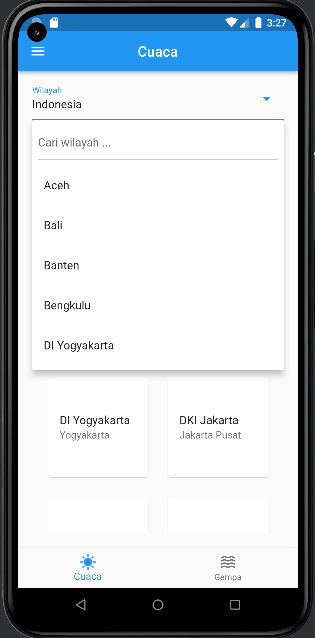 3:27
Cuaca
Wilayah
Indonesia
Cari wilayah ...
Aceh
Bali
Banten
Bengkulu
DI Yogyakarta
DI Yogyakarta
Yogyakarta
DKI Jakarta
Jakarta Pusat
Cuaca
Gempa